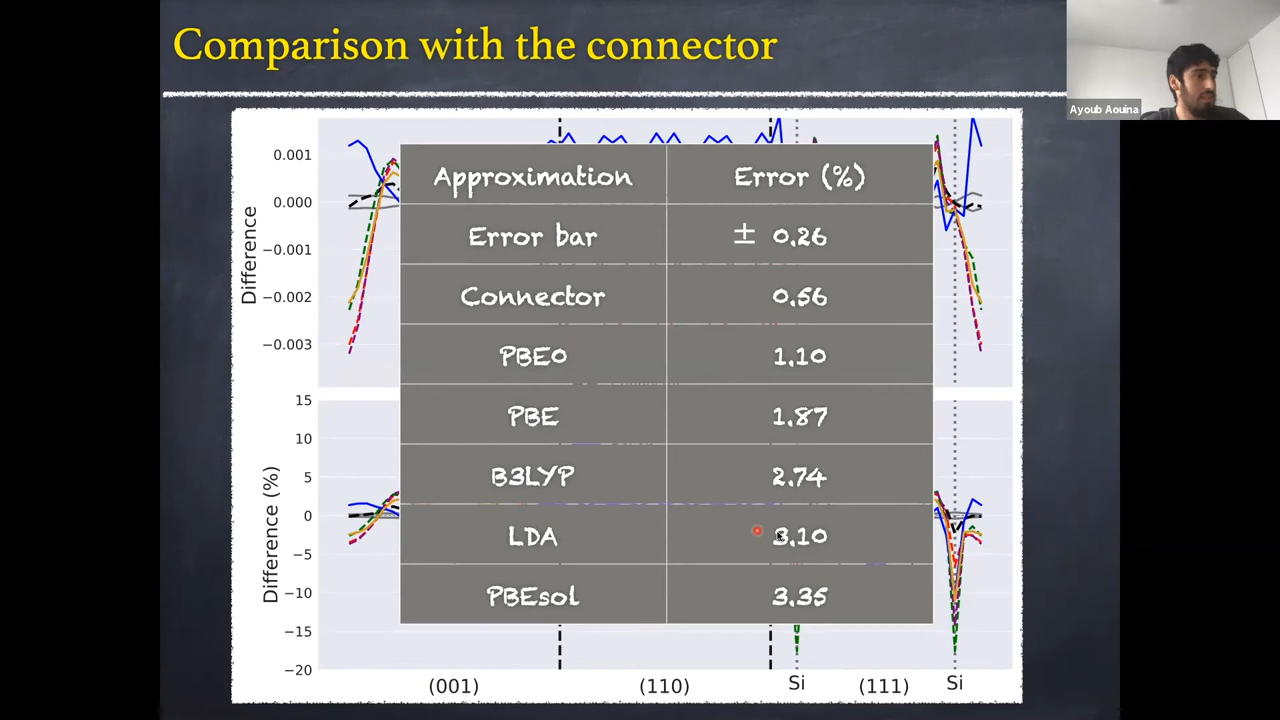 Comparison with the connector
Ayoub Aouina
0.001
0.000
−0.001
−0.002
−0.003
Difference
Approximation Error (%)
Error bar ± 0.26
Connector 0.56
PBE0 1.10
PBE 1.87
B3LYP 2.74
LDA 3.10
PBEsol 3.35
15
10
5
0
−5
−10
−15
−20
Difference (%)
(001) (110) Si (111) Si